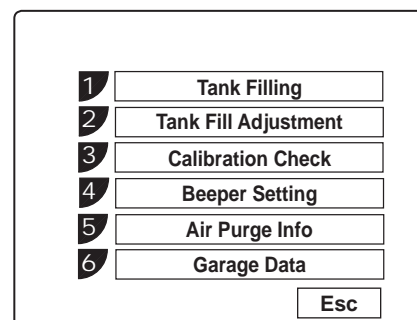 1 Tank Filling
2 Tank Fill Adjustment
3 Calibration Check
4 Beeper Setting
5 Air Purge Info
6 Garage Data
Esc